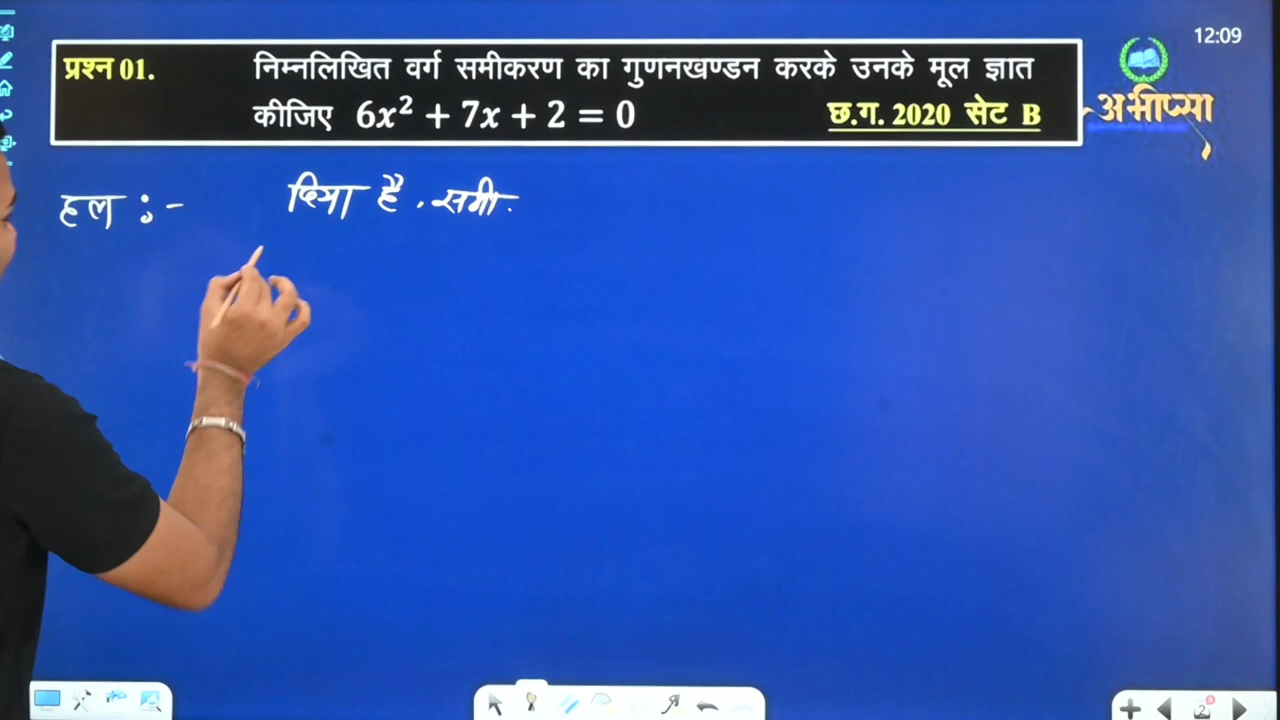 12:09
प्रश्न 01. निम्नलिखित वर्ग समीकरण का गुणनखण्डन करके उनके मूल ज्ञात
कीजिए 6x² + 7x + 2 = 0 छ.ग. 2020 सेट B
अभीप्सा
हल :- दिया है . समी.
2